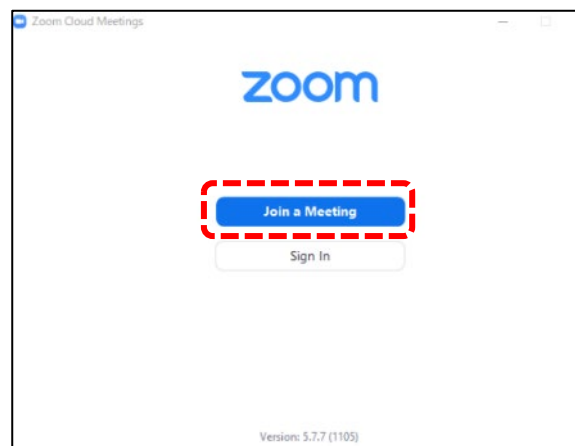 Zoom Cloud Meetings
zoom
Join a Meeting
Sign In
Version: 5.7.7 (1105)